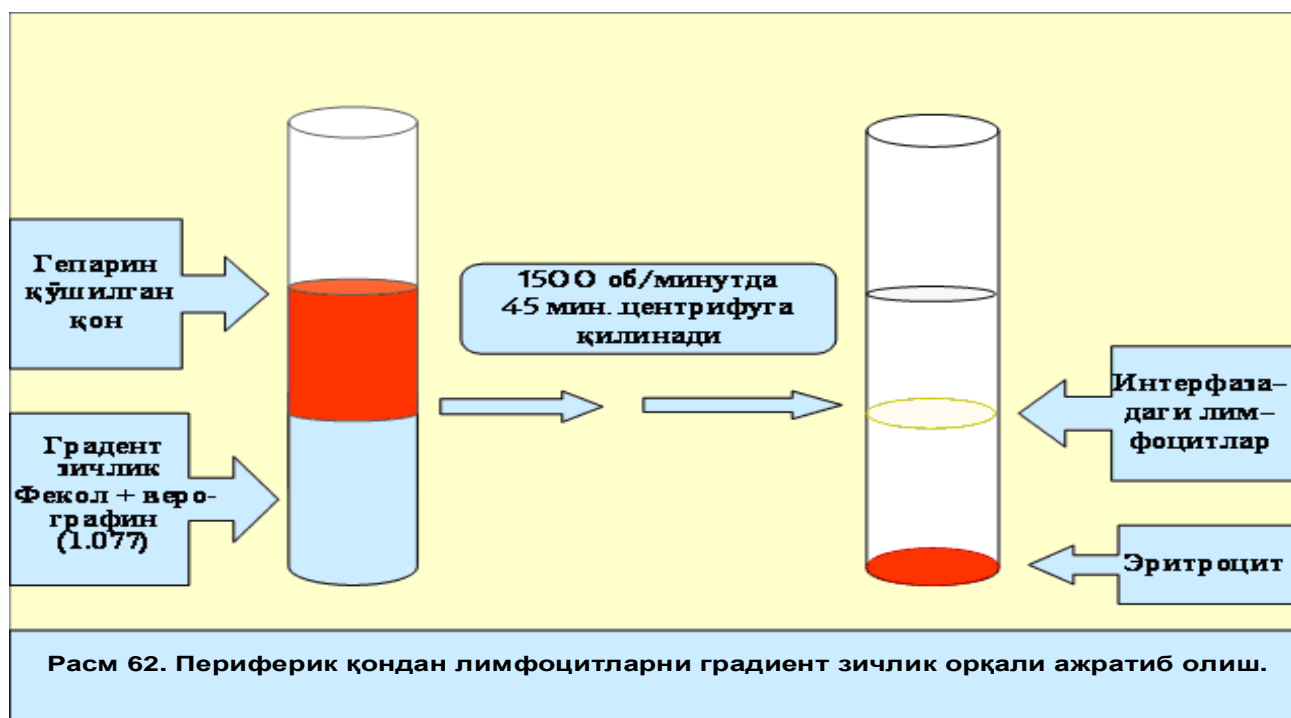 Гепарин
қўшилган
қон
Градент
зичлик
Фекол + веро-
графин
(1.077)
1500 об/минутда
45 мин. центрифуга
қилинади
Интерфаза–
даги лим–
фоцитлар
Эритроцит
Расм 62. Периферик қондан лимфоцитларни градиент зичлик орқали ажратиб олиш.